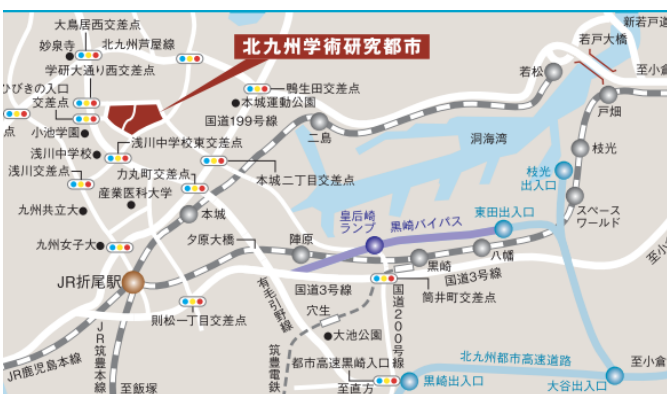 大鳥居西交差点
妙泉寺
北九州芦屋線
学研大通り西交差点
ひびきの入口
交差点
点
小池学園
浅川中学校
浅川交差点
北九州学術研究都市
鴨生田交差点
本城運動公園
国道199号線
浅川中学校東交差点
力丸町交差点
本城二丁目交差点
産業医科大学
九州共立大
九州女子大
本城
夕原大橋
JR折尾駅
則松一丁目交差点
JR鹿児島本線
JR筑豊本線
至飯塚
新若戸道
若戸大橋
至小倉
若松
戸畑
二島
洞海湾
枝光
枝光
出入口
スペース
ワールド
皇后崎
ランプ
黒崎バイパス
東田出入口
陣原
八幡
黒崎
国道3号線
国道3号線
筒井町交差点
至小
有毛引野線
穴生
大池公園
国道200号線
筑豊電鉄
都市高速黒崎入口
至直方
黒崎出入口
北九州都市高速道路
大谷出入口
至小倉